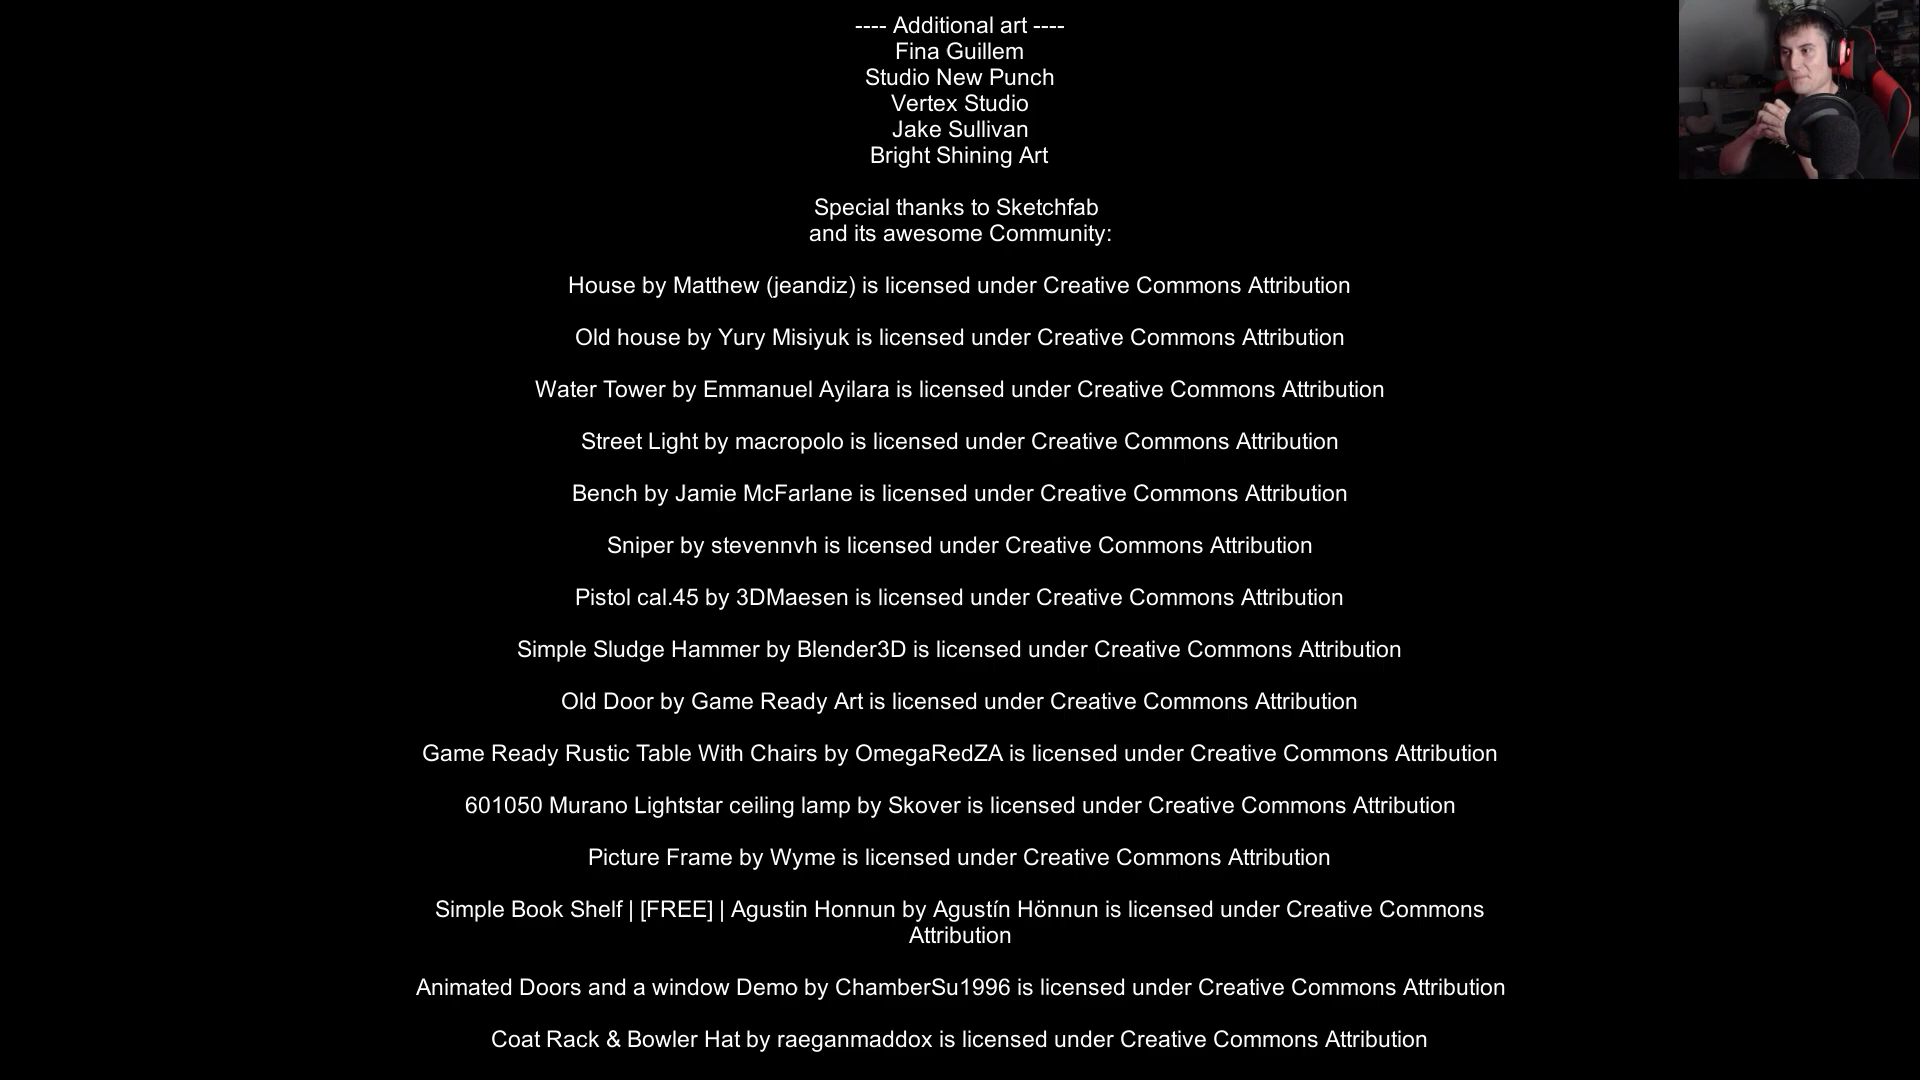 ---- Additional art ----
Fina Guillem
Studio New Punch
Vertex Studio
Jake Sullivan
Bright Shining Art
Special thanks to Sketchfab
and its awesome Community:
House by Matthew (jeandiz) is licensed under Creative Commons Attribution
Old house by Yury Misiyuk is licensed under Creative Commons Attribution
Water Tower by Emmanuel Ayilara is licensed under Creative Commons Attribution
Street Light by macropolo is licensed under Creative Commons Attribution
Bench by Jamie McFarlane is licensed under Creative Commons Attribution
Sniper by stevennvh is licensed under Creative Commons Attribution
Pistol cal.45 by 3DMaesen is licensed under Creative Commons Attribution
Simple Sludge Hammer by Blender3D is licensed under Creative Commons Attribution
Old Door by Game Ready Art is licensed under Creative Commons Attribution
Game Ready Rustic Table With Chairs by OmegaRedZA is licensed under Creative Commons Attribution
601050 Murano Lightstar ceiling lamp by Skover is licensed under Creative Commons Attribution
Picture Frame by Wyme is licensed under Creative Commons Attribution
Simple Book Shelf | [FREE] | Agustin Honnun by Agustín Hönnun is licensed under Creative Commons
Attribution
Animated Doors and a window Demo by ChamberSu1996 is licensed under Creative Commons Attribution
Coat Rack & Bowler Hat by raeganmaddox is licensed under Creative Commons Attribution